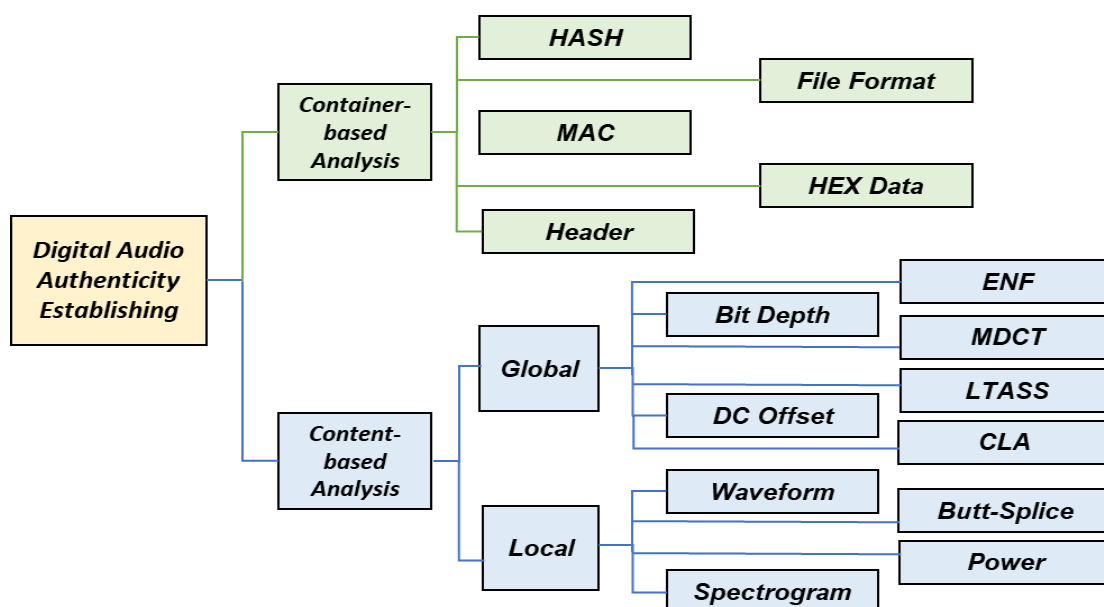 HASH
File Format
Container-
based
Analysis
MAC
HEX Data
Header
Digital Audio
Authenticity
Establishing
ENF
Bit Depth
MDCT
Global
LTASS
DC Offset
CLA
Content-
based
Analysis
Waveform
Butt-Splice
Local
Power
Spectrogram